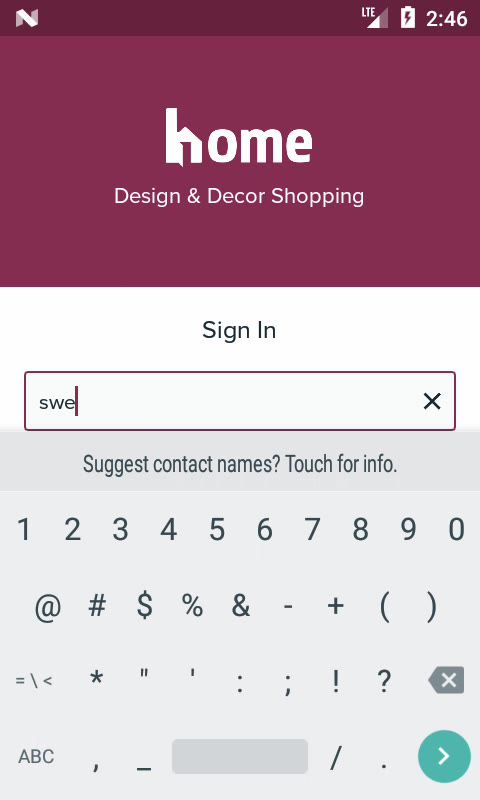 LTE 2:46
home
Design & Decor Shopping
Sign In
swe
Suggest contact names? Touch for info.
1 2 3 4 5 6 7 8 9 0
@ # $ % & - + ( )
= \ < * " ' : ; ! ?
ABC , _ / .